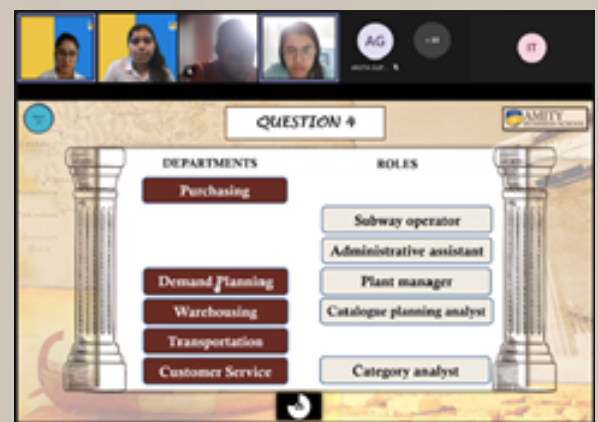 AG
IT
QUESTION 4
AMITY
DEPARTMENTS
ROLES
Purchasing
Subway operator
Administrative assistant
Demand Planning
Plant manager
Warehousing
Catalogue planning analyst
Transportation
Customer Service
Category analyst